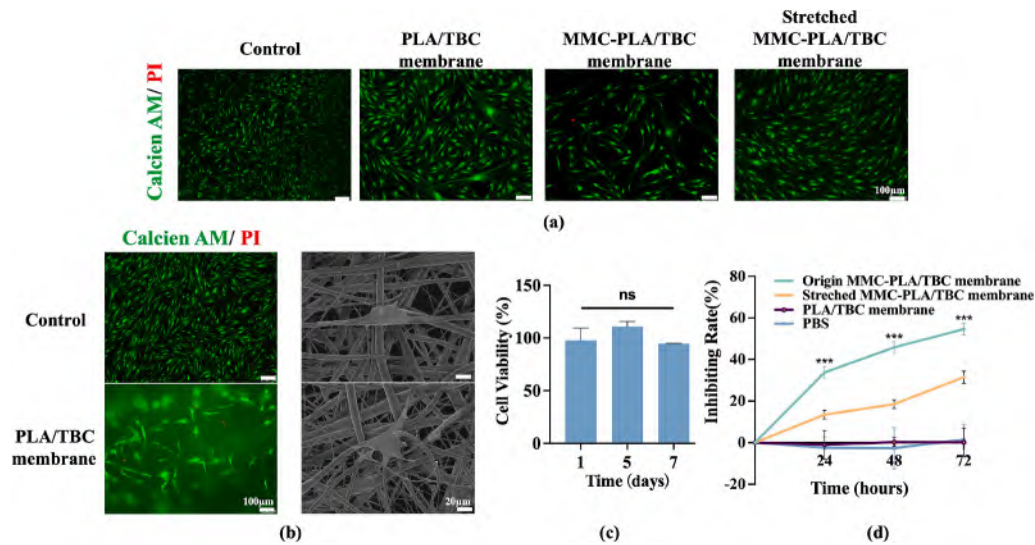 Control
PLA/TBC
membrane
MMC-PLA/TBC
membrane
Stretched
MMC-PLA/TBC
membrane
Calcien AM/ PI
100μm
(a)
Calcien AM/ PI
Control
PLA/TBC
membrane
100μm
20μm
(b)
Cell Viability (%)
150
100
50
0
ns
1
5
7
Time (days)
(c)
Inhibiting Rate(%)
80
60
40
20
0
-20
Origin MMC-PLA/TBC membrane
Streched MMC-PLA/TBC membrane
PLA/TBC membrane
PBS
***
***
***
24
48
72
Time (hours)
(d)